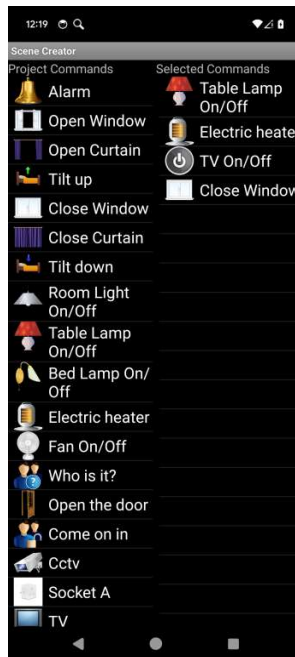 12:19
Scene Creator
Project Commands
Alarm
Open Window
Open Curtain
Tilt up
Close Window
Close Curtain
Tilt down
Room Light
On/Off
Table Lamp
On/Off
Bed Lamp On/
Off
Electric heater
Fan On/Off
Who is it?
Open the door
Come on in
Cctv
Socket A
TV
Selected Commands
Table Lamp
On/Off
Electric heate
TV On/Off
Close Window